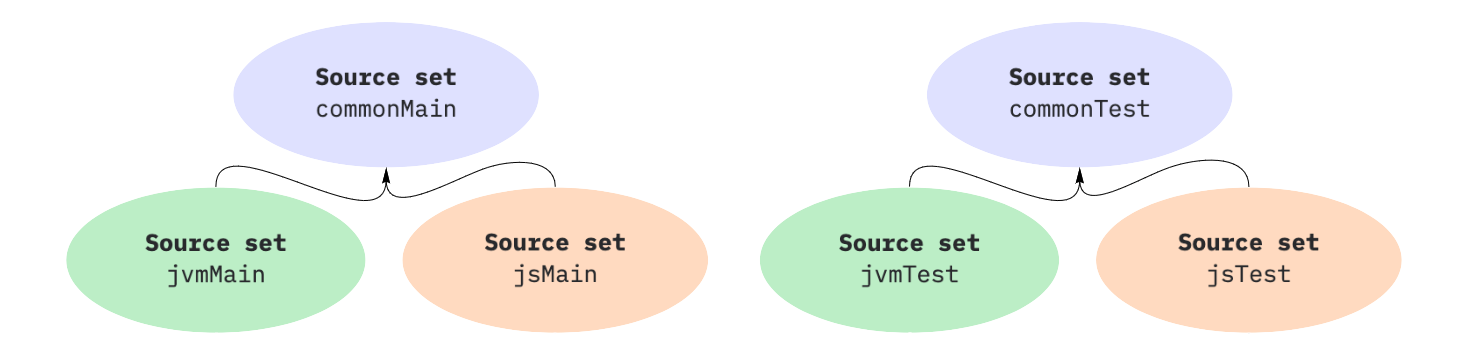 Source set
commonMain
Source set
jvmMain
Source set
jsMain
Source set
commonTest
Source set
jvmTest
Source set
jsTest